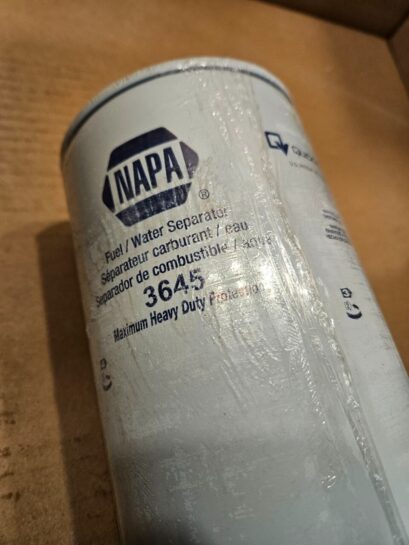 NAPA
®
Fuel / Water Separator
Séparateur carburant / eau
Separador de combustible / agua
3645
Maximum Heavy Duty Protection